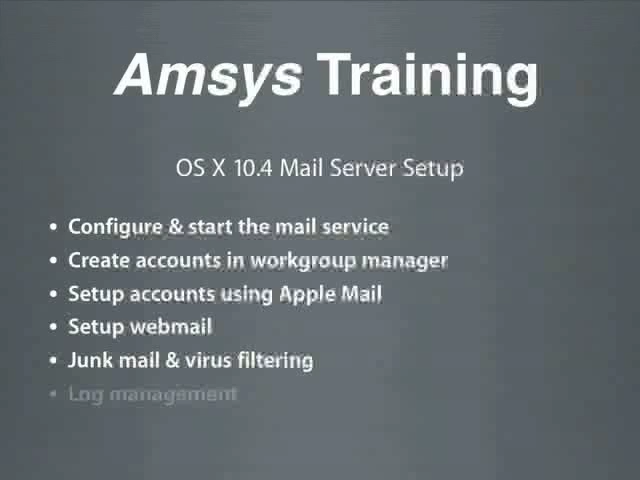 Amsys Training
OS X 10.4 Mail Server Setup
• Configure & start the mail service
• Create accounts in workgroup manager
• Setup accounts using Apple Mail
• Setup webmail
• Junk mail & virus filtering
• Log management